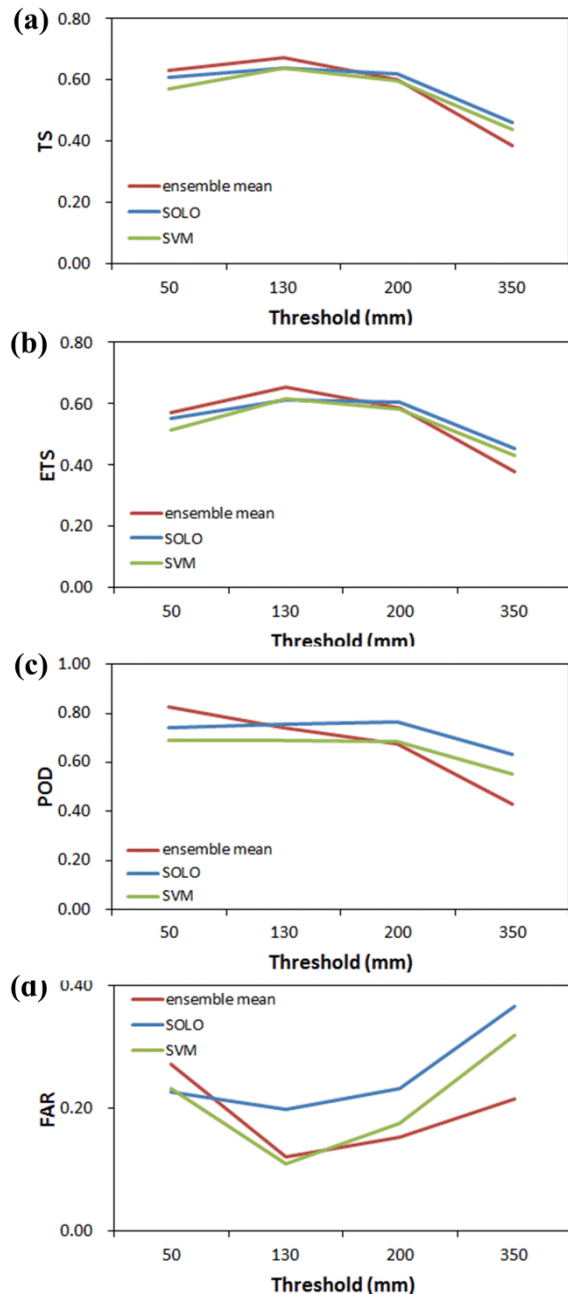 (a)
0.80
0.60
0.40
0.20
0.00
TS
ensemble mean
SOLO
SVM
50 130 200 350
Threshold (mm)
(b)
0.80
0.60
0.40
0.20
0.00
ETS
ensemble mean
SOLO
SVM
50 130 200 350
Threshold (mm)
(c)
1.00
0.80
0.60
0.40
0.20
0.00
POD
ensemble mean
SOLO
SVM
50 130 200 350
Threshold (mm)
(d)
0.40
0.20
0.00
FAR
ensemble mean
SOLO
SVM
50 130 200 350
Threshold (mm)